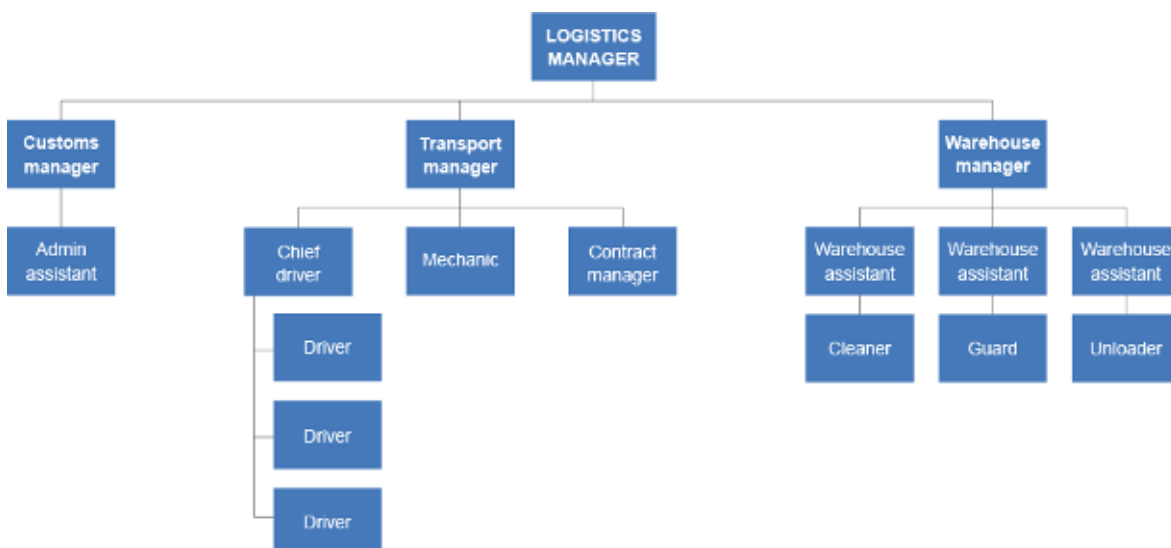 LOGISTICS
MANAGER
Customs
manager
Transport
manager
Warehouse
manager
Admin
assistant
Chief
driver
Mechanic
Contract
manager
Warehouse
assistant
Warehouse
assistant
Warehouse
assistant
Driver
Cleaner
Guard
Unloader
Driver
Driver